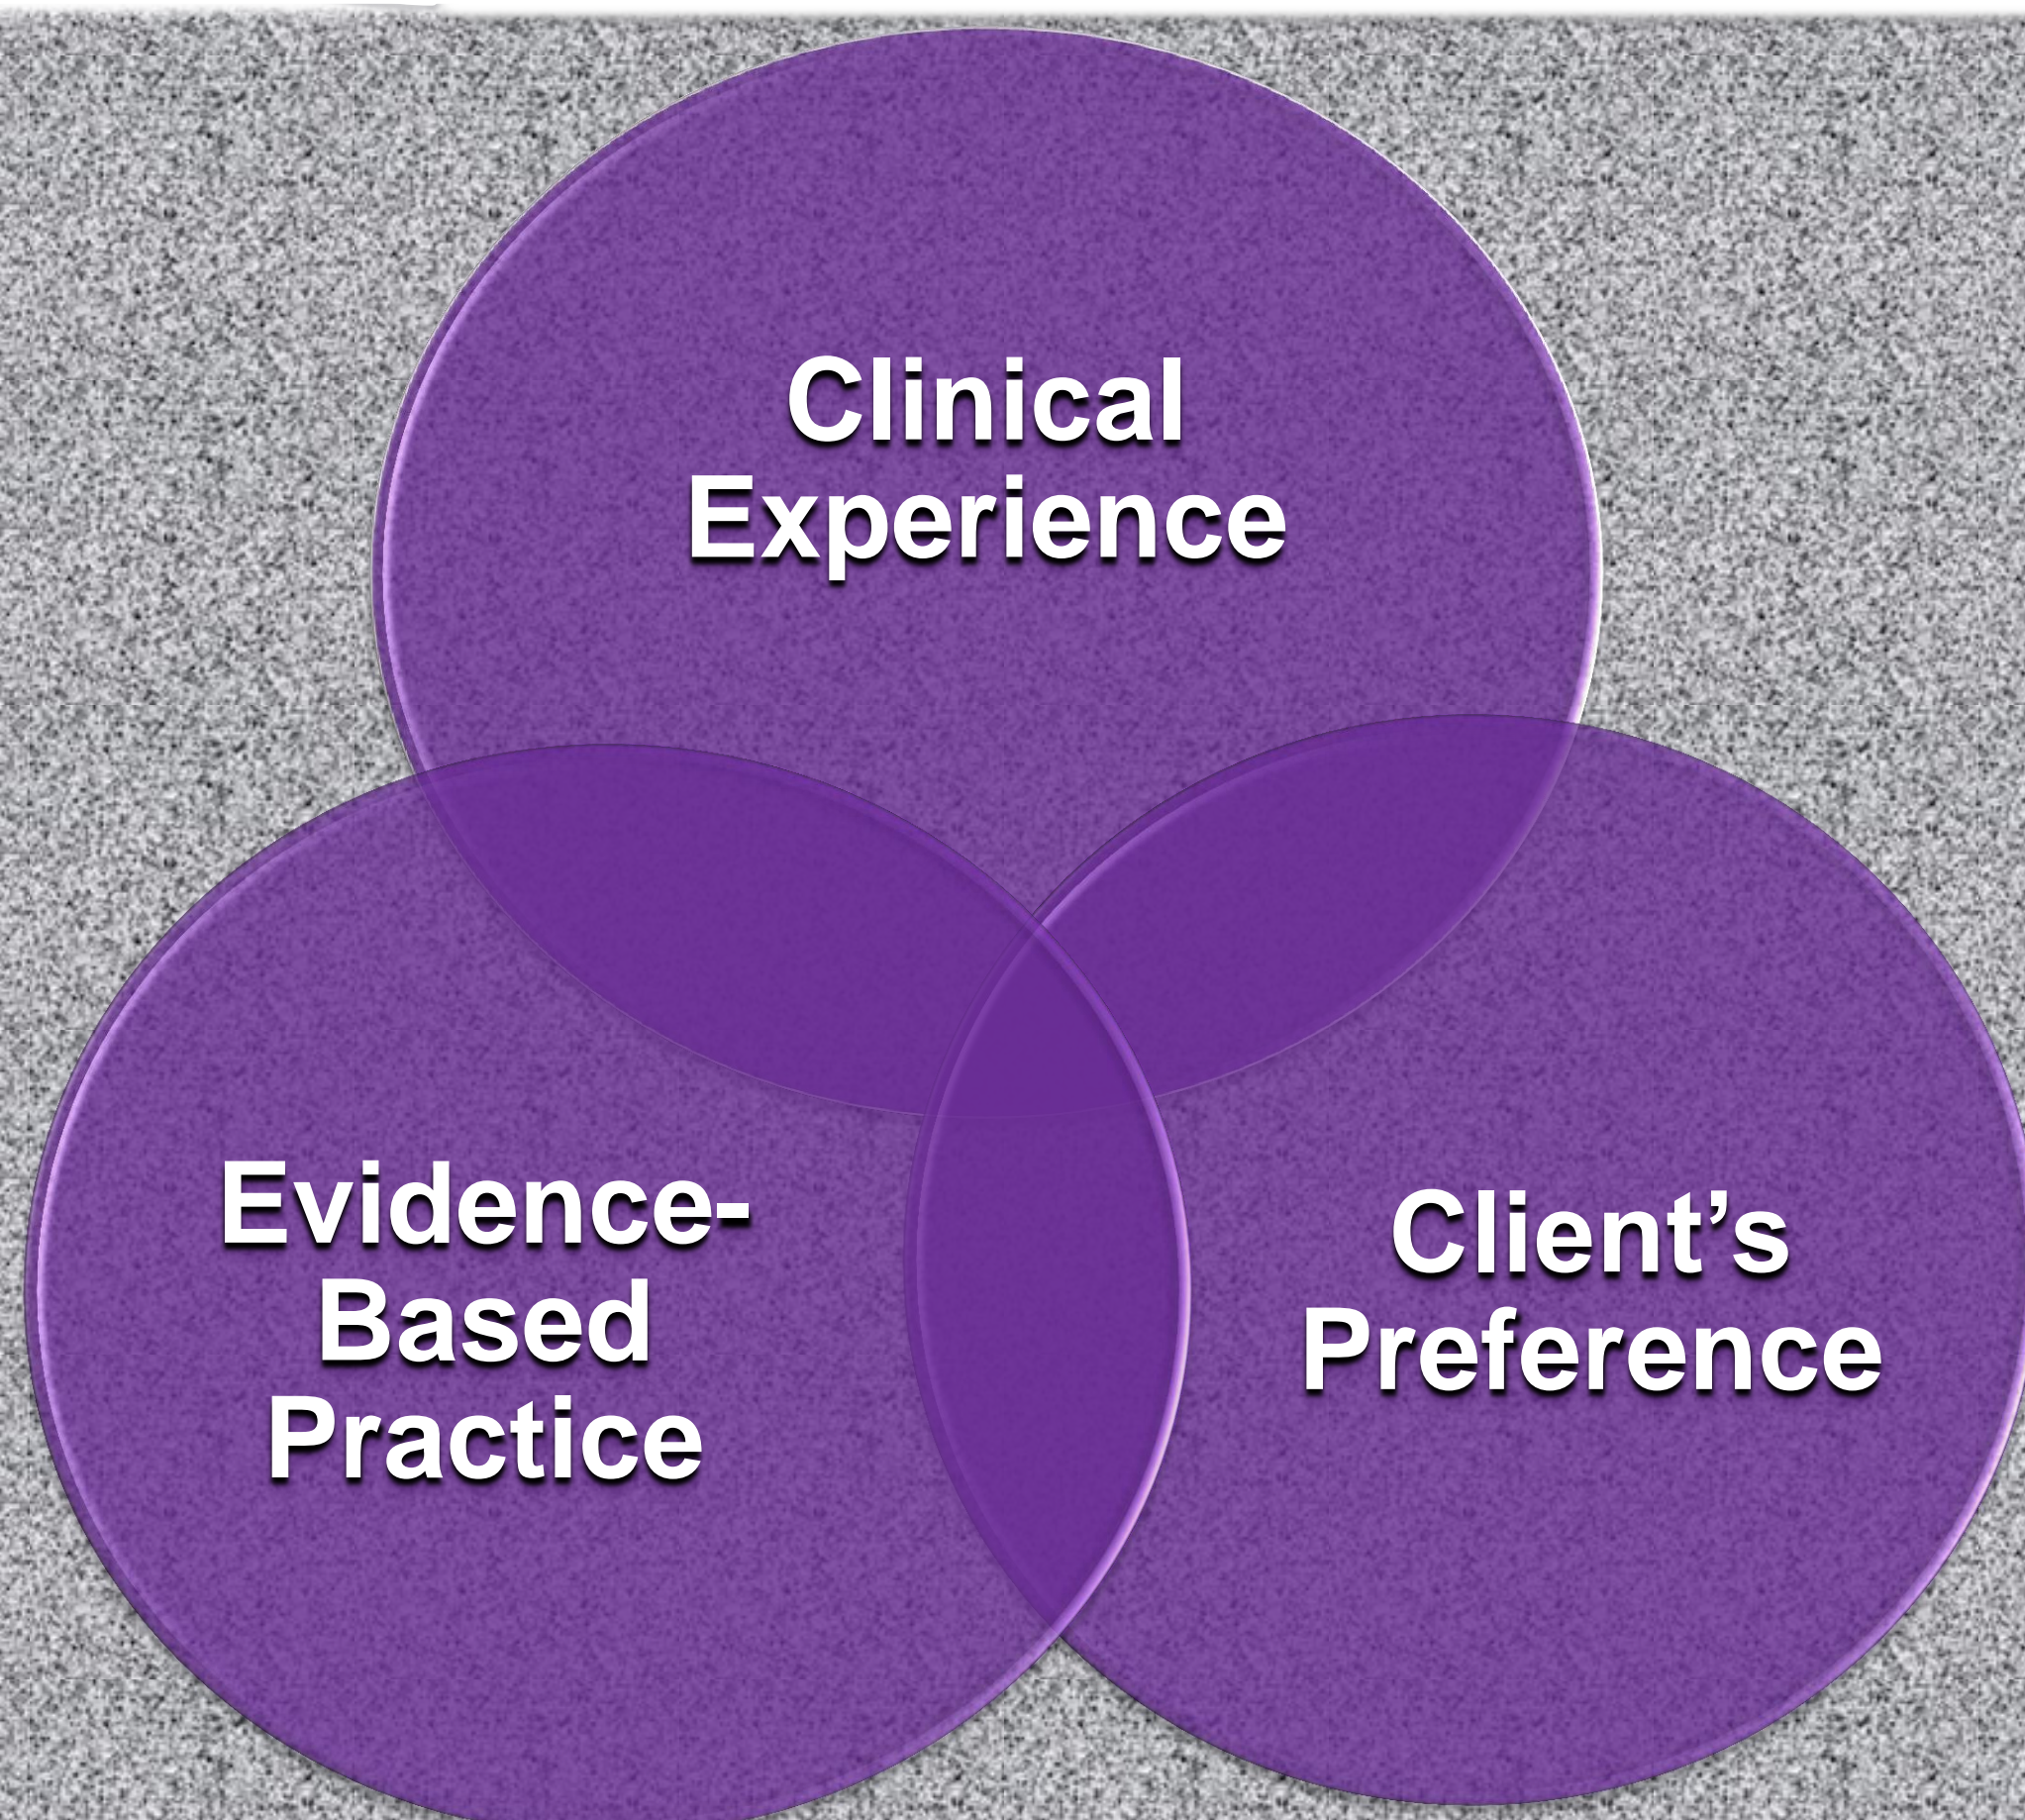 Clinical
Experience
Evidence-
Based
Practice
Client’s
Preference